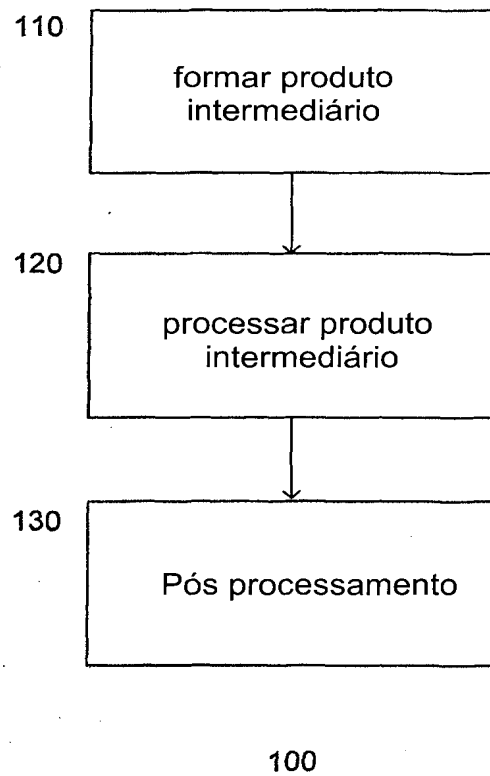 110
formar produto
intermediário
120
processar produto
intermediário
130
Pós processamento
100